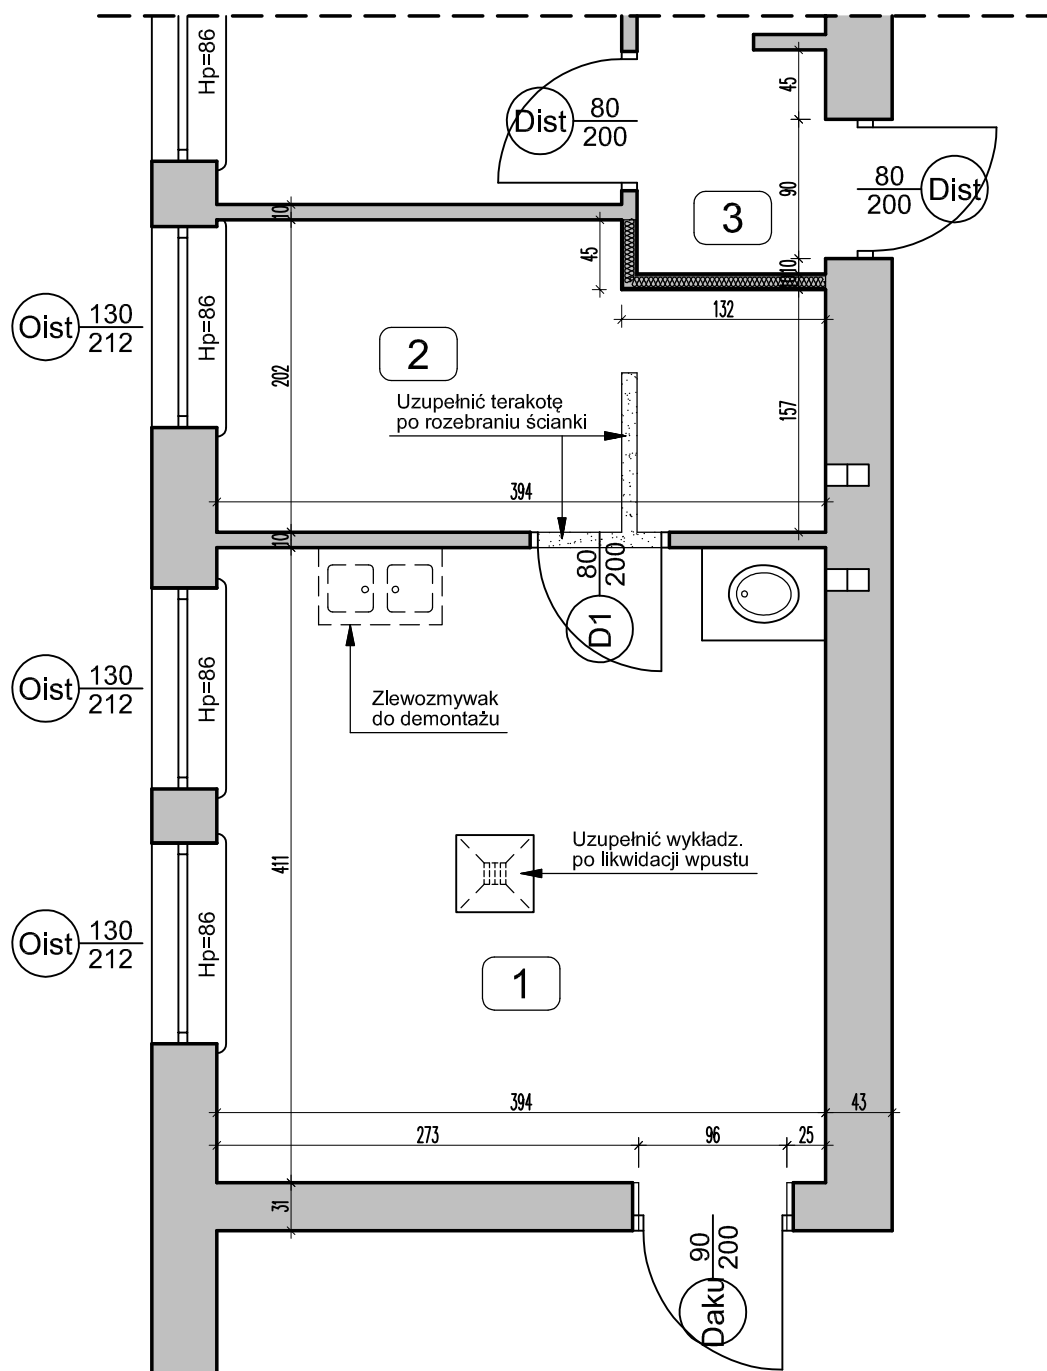 Hp=86
Dist
80
200
45
90
80
200
Dist
3
10
45
10
132
Oist
130
212
Hp=86
2
202
157
Uzupełnić terakotę
po rozebraniu ścianki
394
10
80
200
D1
Oist
130
212
Hp=86
Zlewozmywak
do demontażu
Uzupełnić wykładz.
po likwidacji wpustu
411
Oist
130
212
Hp=86
1
394
43
273
96
25
31
90
200
Daku